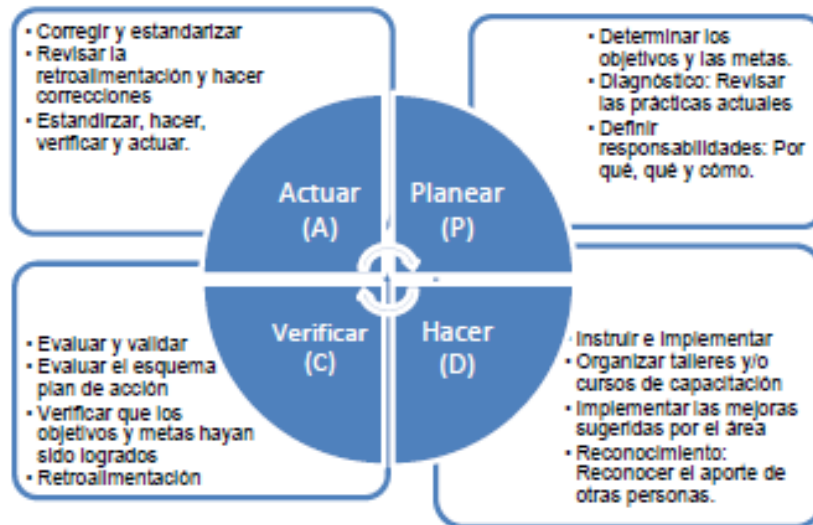 ▪ Corregir y estandarizar
▪ Revisar la
retroalimentación y hacer
correcciones
▪ Estandirzar, hacer,
verificar y actuar.
▪ Determinar los
objetivos y las metas.
▪ Diagnóstico: Revisar
las prácticas actuales
▪ Definir
responsabilidades: Por
qué, qué y cómo.
Actuar
(A)
Planear
(P)
Verificar
(C)
Hacer
(D)
▪ Evaluar y validar
▪ Evaluar el esquema
plan de acción
▪ Verificar que los
objetivos y metas hayan
sido logrados
▪ Retroalimentación
▪ Instruir e Implementar
▪ Organizar talleres y/o
cursos de capacitación
▪ Implementar las mejoras
sugeridas por el área
▪ Reconocimiento:
Reconocer el aporte de
otras personas.